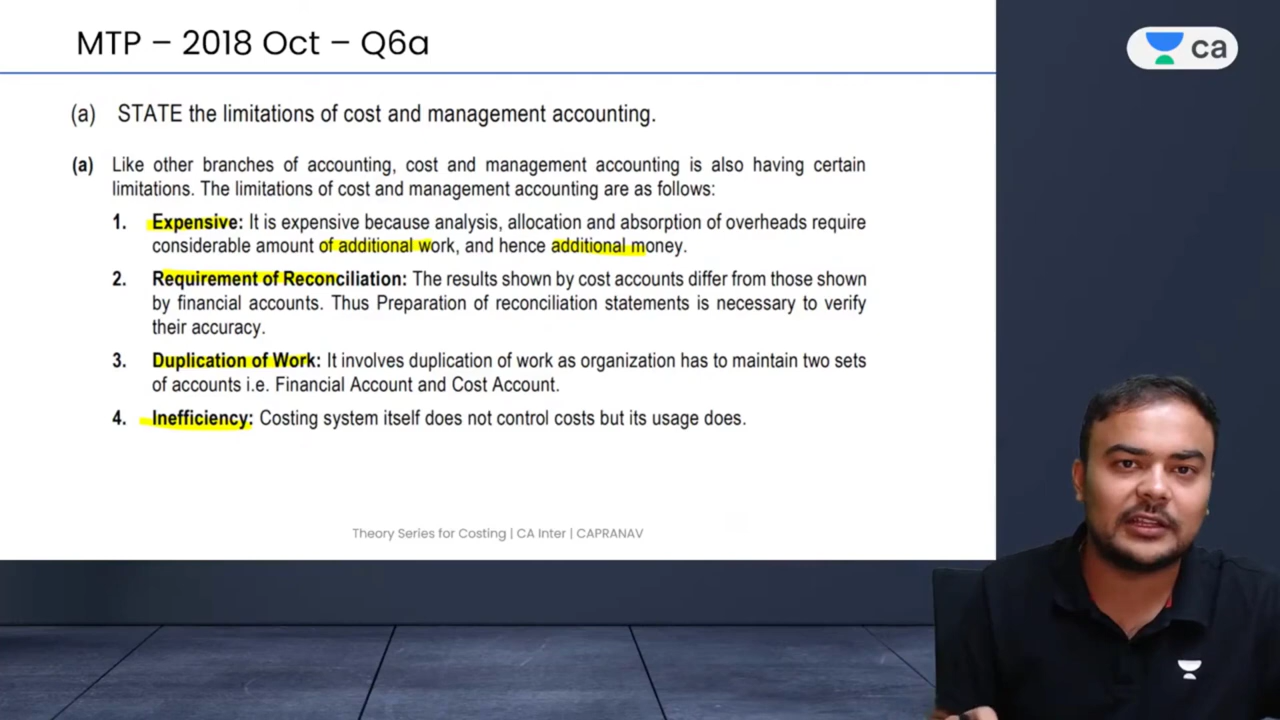 MTP – 2018 Oct – Q6a
ca
(a) STATE the limitations of cost and management accounting.
(a) Like other branches of accounting, cost and management accounting is also having certain
limitations. The limitations of cost and management accounting are as follows:
1. Expensive: It is expensive because analysis, allocation and absorption of overheads require
considerable amount of additional work, and hence additional money.
2. Requirement of Reconciliation: The results shown by cost accounts differ from those shown
by financial accounts. Thus Preparation of reconciliation statements is necessary to verify
their accuracy.
3. Duplication of Work: It involves duplication of work as organization has to maintain two sets
of accounts i.e. Financial Account and Cost Account.
4. Inefficiency: Costing system itself does not control costs but its usage does.
Theory Series for Costing | CA Inter | CAPRANAV